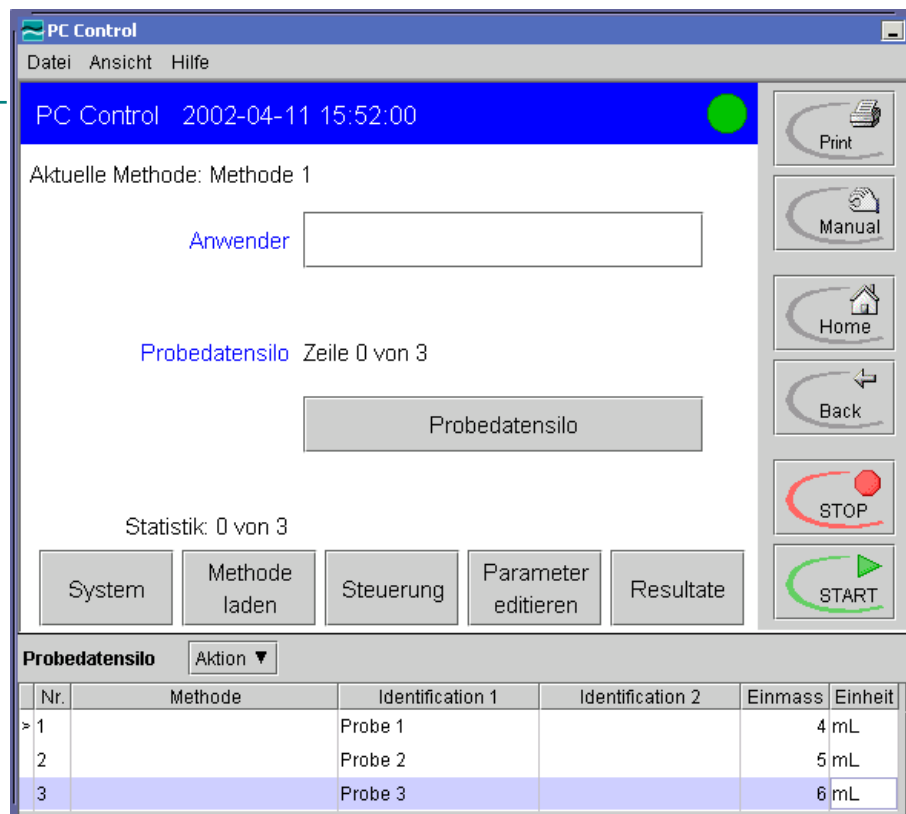 PC Control
Datei Ansicht Hilfe
PC Control 2002-04-11 15:52:00
Print
Aktuelle Methode: Methode 1
Manual
Anwender
Home
Probedatensilo Zeile 0 von 3
Back
Probedatensilo
STOP
Statistik: 0 von 3
System
Methode
laden
Steuerung
Parameter
editieren
Resultate
START
Probedatensilo Aktion ▼
Nr. Methode Identification 1 Identification 2 Einmass Einheit
> 1 Probe 1 4 mL
2 Probe 2 5 mL
3 Probe 3 6 mL